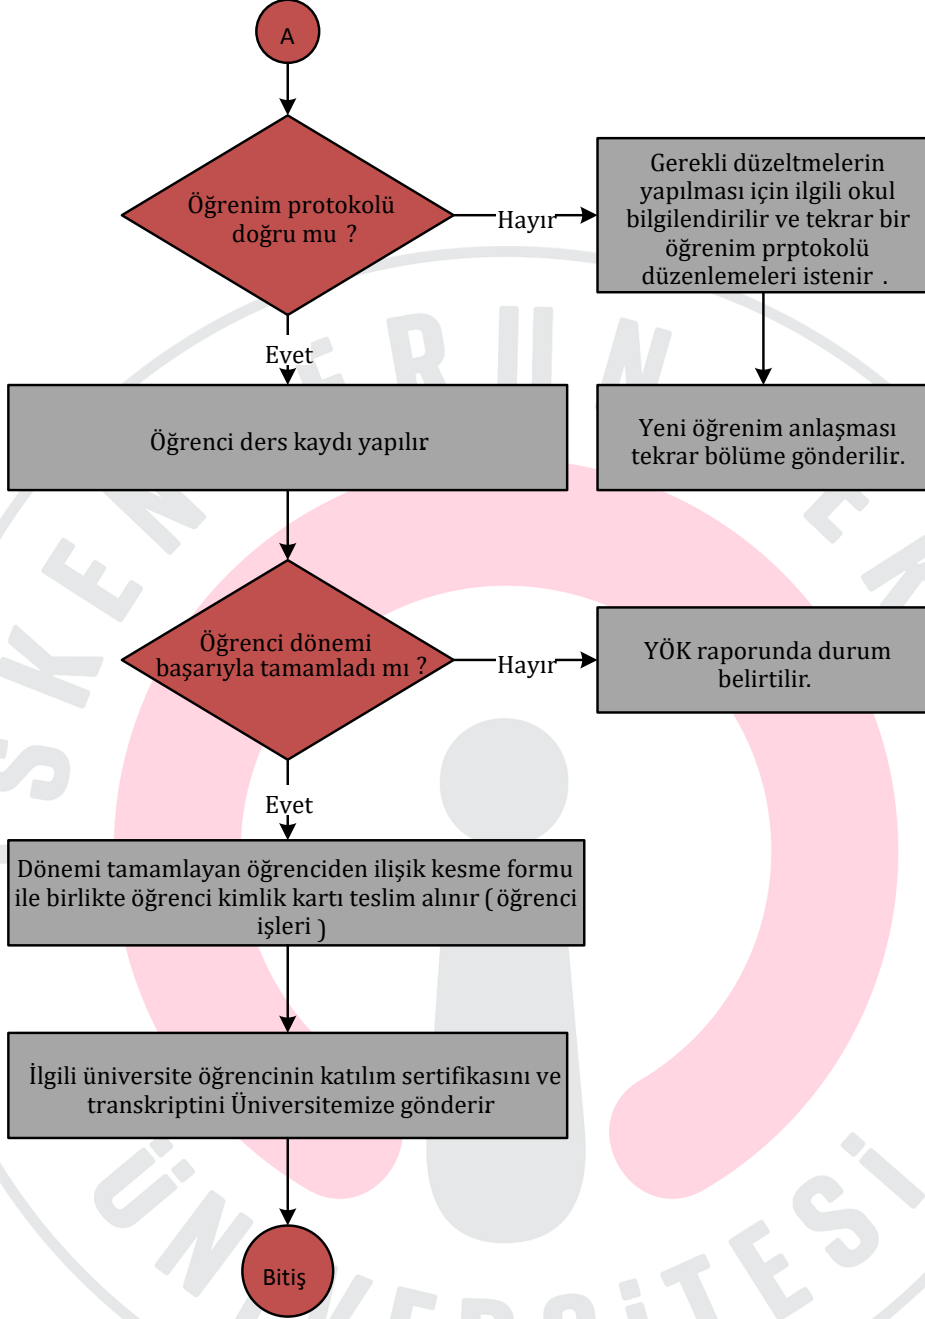 A
Öğrenim protokolü
doğru mu ?
Hayır
Gerekli düzeltmelerin
yapılması için ilgili okul
bilgilendirilir ve tekrar bir
öğrenim prptokolü
düzenlemeleri istenir .
Evet
Öğrenci ders kaydı yapılır
Yeni öğrenim anlaşması
tekrar bölüme gönderilir.
Öğrenci dönemi
başarıyla tamamladı mı ?
Hayır
YÖK raporunda durum
belirtilir.
Evet
Dönemi tamamlayan öğrenciden ilişik kesme formu
ile birlikte öğrenci kimlik kartı teslim alınır ( öğrenci
işleri )
İlgili üniversite öğrencinin katılım sertifikasını ve
transkriptini Üniversitemize gönderir
Bitiş
ÜNİVERSİTESİ